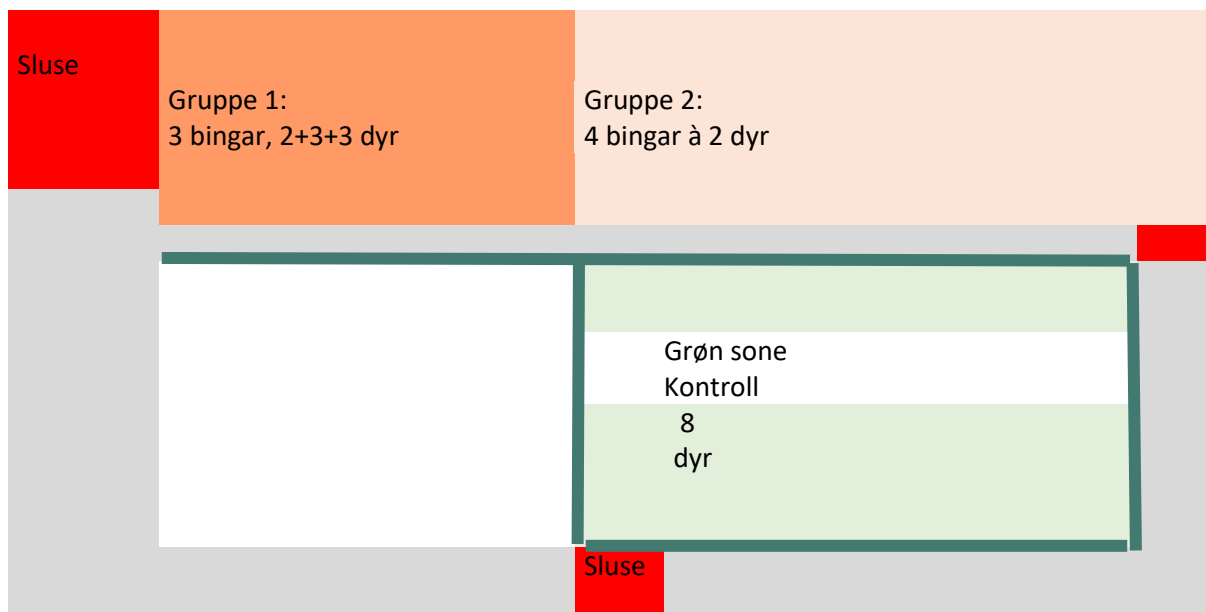 Sluse
Gruppe 1:
3 bingar, 2+3+3 dyr
Gruppe 2:
4 bingar à 2 dyr
Grøn sone
Kontroll
8
dyr
Sluse